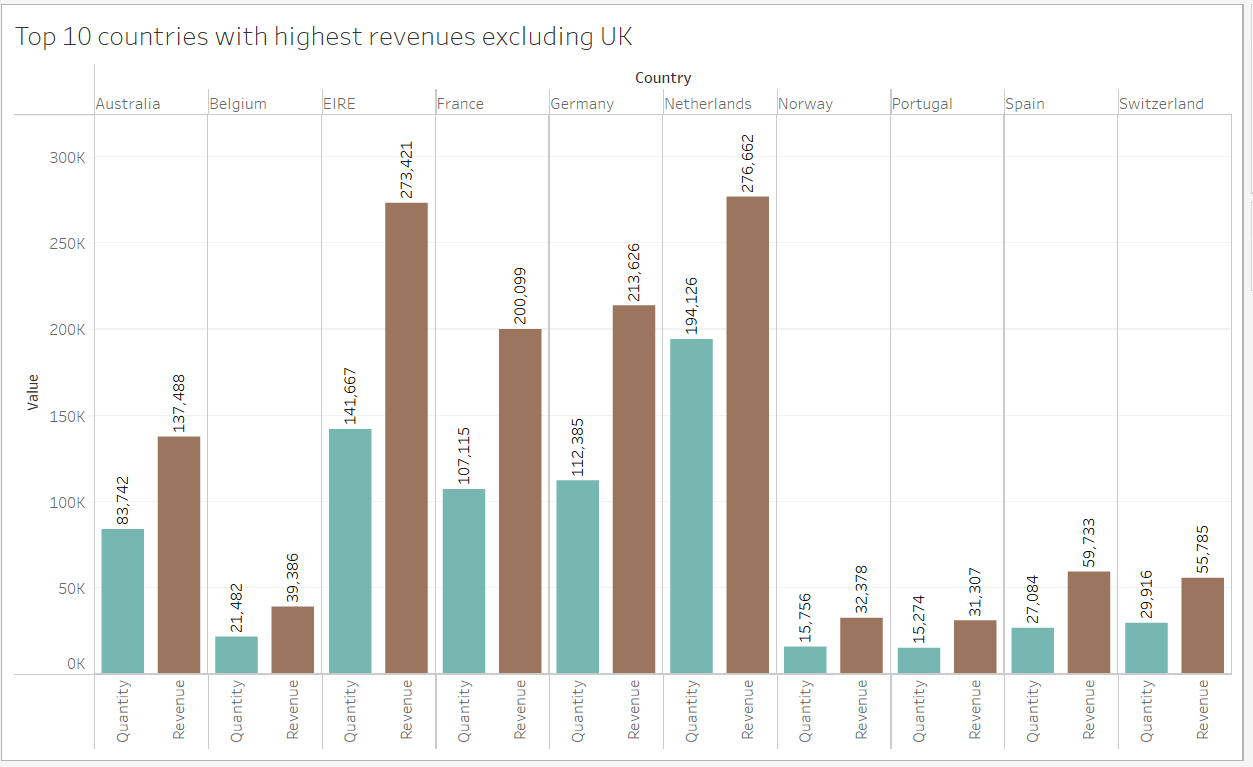 Top 10 countries with highest revenues excluding UK
Country
Australia Belgium EIRE France Germany Netherlands Norway Portugal Spain Switzerland
Value
300K
250K
200K
150K
100K
50K
0K
83,742
137,488
21,482
39,386
141,667
273,421
107,115
200,099
112,385
213,626
194,126
276,662
15,756
32,378
15,274
31,307
27,084
59,733
29,916
55,785
Quantity Revenue Quantity Revenue Quantity Revenue Quantity Revenue Quantity Revenue Quantity Revenue Quantity Revenue Quantity Revenue Quantity Revenue Quantity Revenue